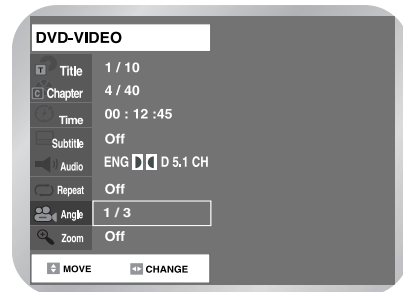 DVD-VIDEO
T Title 1 / 10
C Chapter 4 / 40
Time 00 : 12 :45
Subtitle Off
Audio ENG D 5.1 CH
Repeat Off
Angle 1 / 3
Zoom Off
MOVE CHANGE